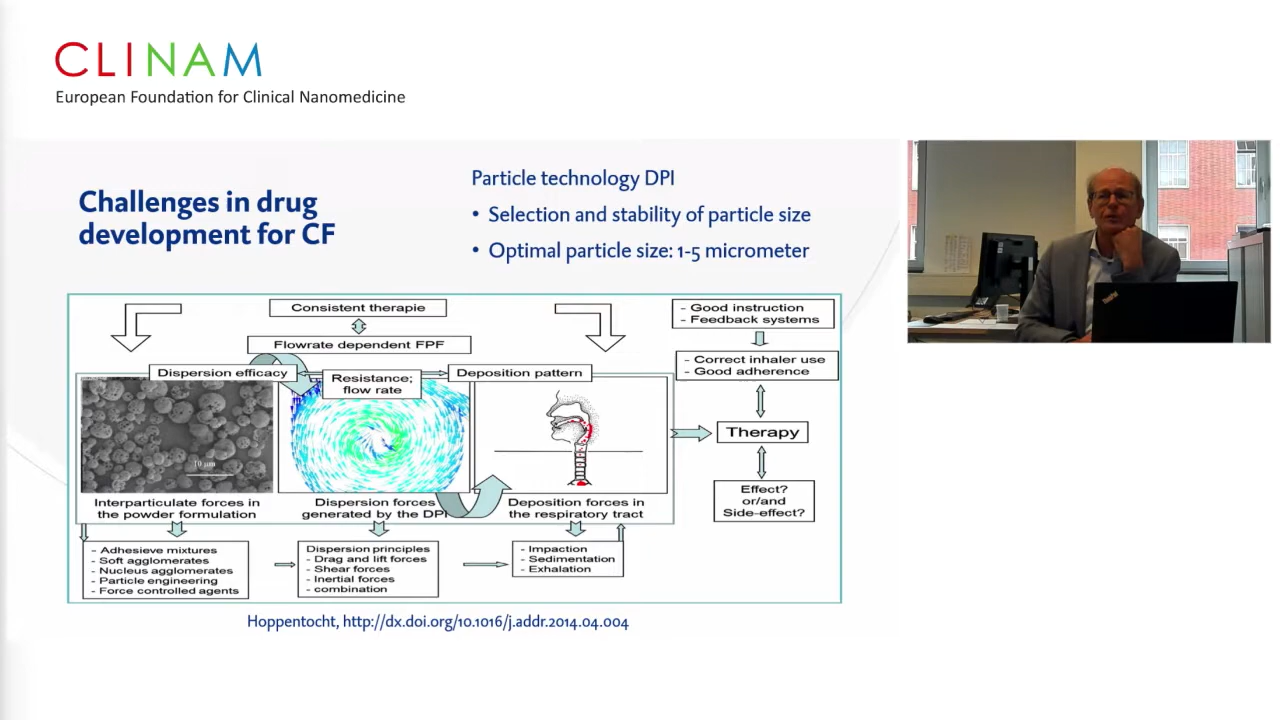 CLINAM
European Foundation for Clinical Nanomedicine
Challenges in drug
development for CF
Particle technology DPI
• Selection and stability of particle size
• Optimal particle size: 1-5 micrometer
Consistent therapie
Flowrate dependent FPF
Dispersion efficacy
Resistance;
flow rate
Deposition pattern
10 µm
Interparticulate forces in
the powder formulation
Dispersion forces
generated by the DPI
Deposition forces in
the respiratory tract
- Adhesieve mixtures
- Soft agglomerates
- Nucleus agglomerates
- Particle engineering
- Force controlled agents
Dispersion principles
- Drag and lift forces
- Shear forces
- Inertial forces
- combination
- Impaction
- Sedimentation
- Exhalation
- Good instruction
- Feedback systems
- Correct inhaler use
- Good adherence
Therapy
Effect?
or/and
Side-effect?
Hoppentocht, http://dx.doi.org/10.1016/j.addr.2014.04.004
ThinkPad